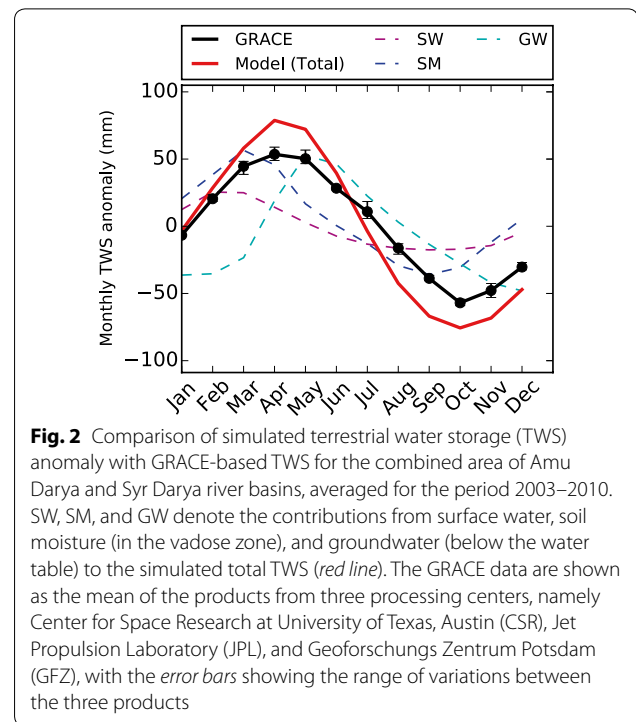 GRACE SW GW
Model (Total) SM
Monthly TWS anomaly (mm)
100
50
0
−50
−100
Jan Feb Mar Apr May Jun Jul Aug Sep Oct Nov Dec
Fig. 2 Comparison of simulated terrestrial water storage (TWS)
anomaly with GRACE-based TWS for the combined area of Amu
Darya and Syr Darya river basins, averaged for the period 2003–2010.
SW, SM, and GW denote the contributions from surface water, soil
moisture (in the vadose zone), and groundwater (below the water
table) to the simulated total TWS (red line). The GRACE data are shown
as the mean of the products from three processing centers, namely
Center for Space Research at University of Texas, Austin (CSR), Jet
Propulsion Laboratory (JPL), and Geoforschungs Zentrum Potsdam
(GFZ), with the error bars showing the range of variations between
the three products